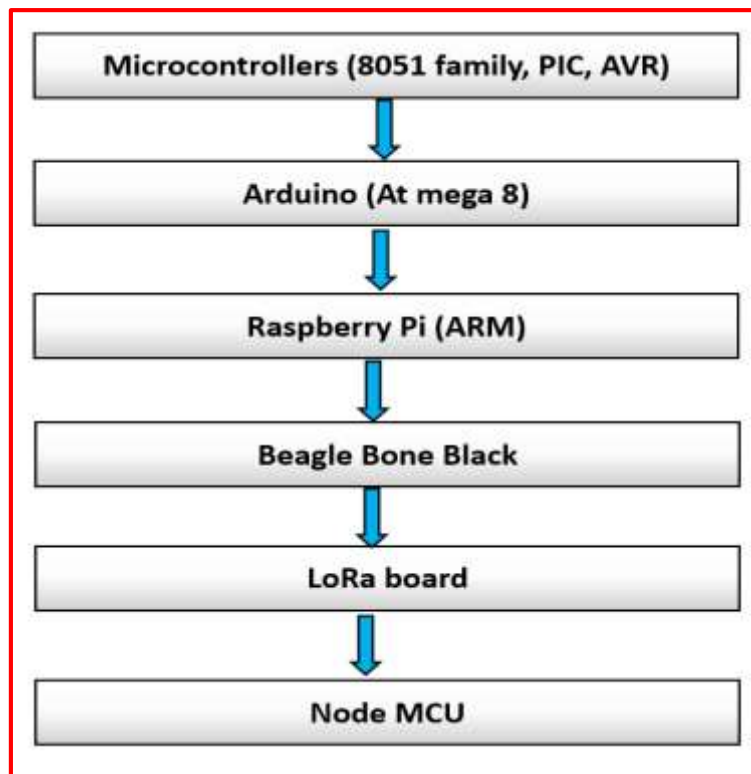 Microcontrollers (8051 family, PIC, AVR)
Arduino (At mega 8)
Raspberry Pi (ARM)
Beagle Bone Black
LoRa board
Node MCU